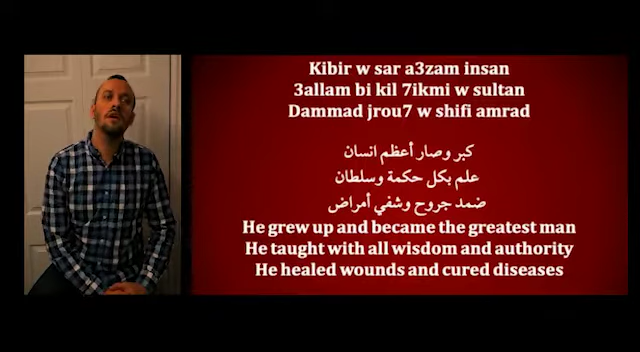 Kibir w sar a3zam insan
3allam bi kil 7ikmi w sultan
Dammad jrou7 w shifi amrad
كبر وصار أعظم انسان
علم بكل حكمة وسلطان
ضمد جروح وشفي أمراض
He grew up and became the greatest man
He taught with all wisdom and authority
He healed wounds and cured diseases